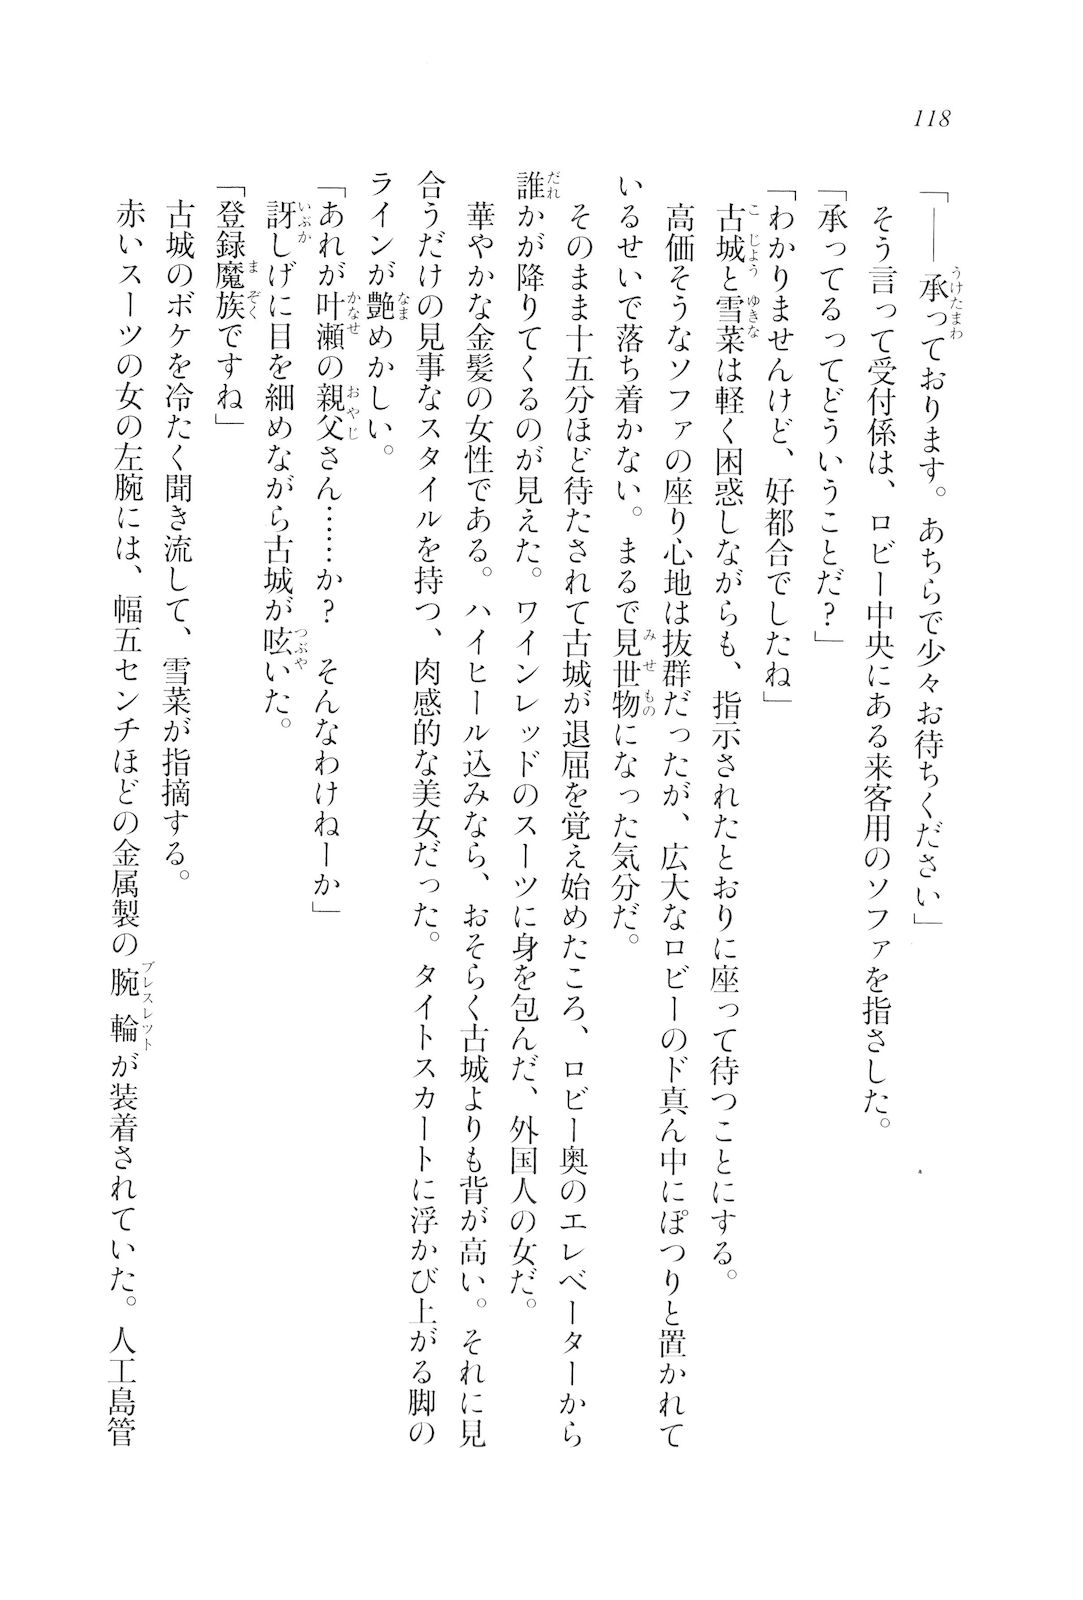 118
「――承っております。あちらで少々お待ちください」
そう言って受付係は、ロビー中央にある来客用のソファを指さした。
「承ってるってどういうことだ？」
「わかりませんけど、好都合でしたね」
古城と雪菜は軽く困惑しながらも、指示されたとおりに座って待つことにする。
高価そうなソファの座り心地は抜群だったが、広大なロビーのド真ん中にぽつりと置かれて
いるせいで落ち着かない。まるで見世物になった気分だ。
そのまま十五分ほど待たされて古城が退屈を覚え始めたころ、ロビー奥のエレベーターから
誰かが降りてくるのが見えた。ワインレッドのスーツに身を包んだ、外国人の女だ。
華やかな金髪の女性である。ハイヒール込みなら、おそらく古城よりも背が高い。それに見
合うだけの見事なスタイルを持つ、肉感的な美女だった。タイトスカートに浮かび上がる脚の
ラインが艶めかしい。
「あれが叶瀬の親父さん……か？　そんなわけねーか」
訝しげに目を細めながら古城が呟いた。
「登録魔族ですね」
古城のボケを冷たく聞き流して、雪菜が指摘する。
赤いスーツの女の左腕には、幅五センチほどの金属製の腕輪が装着されていた。人工島管